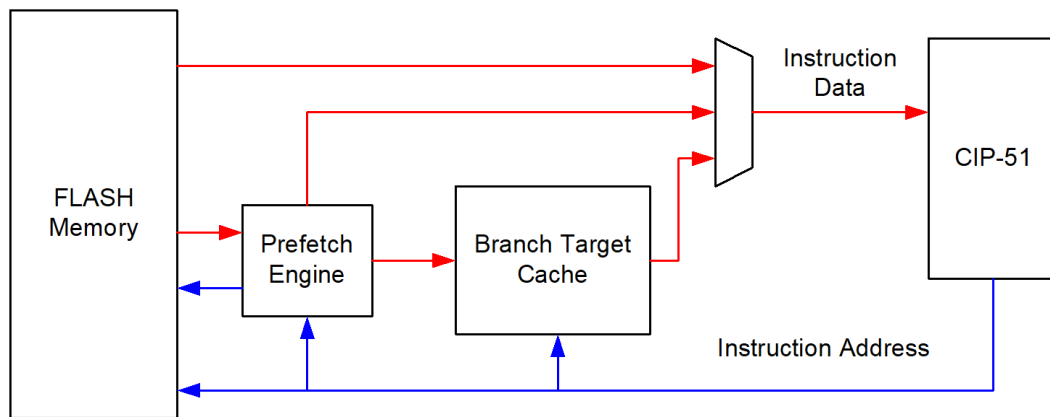 FLASH
Memory
Prefetch
Engine
Branch Target
Cache
Instruction
Data
CIP-51
Instruction Address